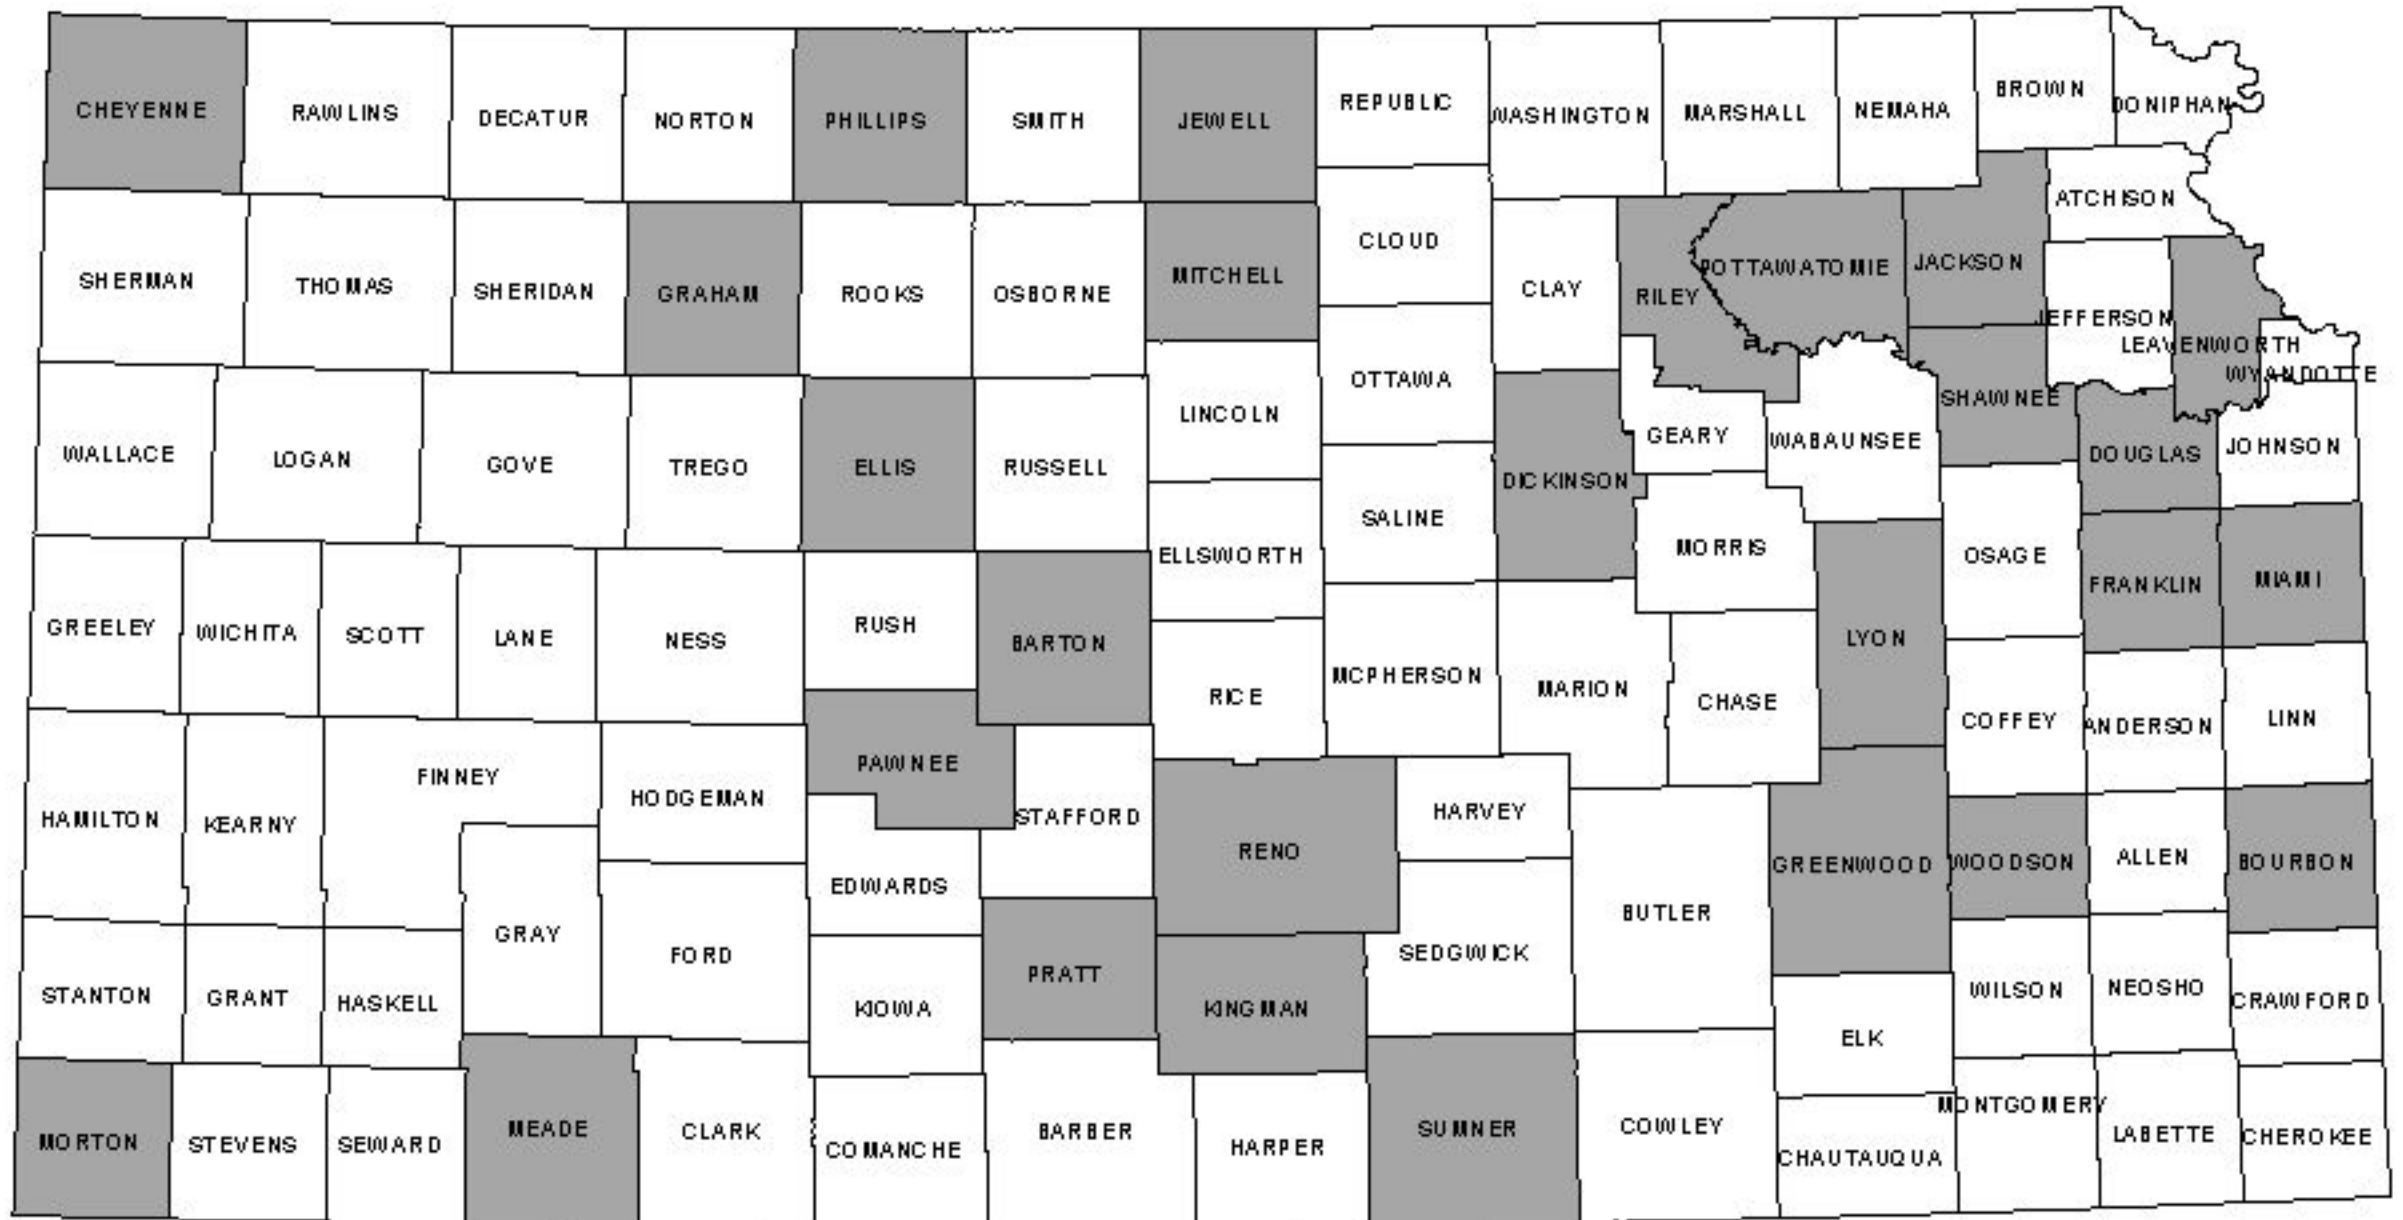 CHEYENNE
RAWLINS
DECATUR
NORTON
PHILLIPS
SMITH
JEWELL
REPUBLIC
WASHINGTON
MARSHALL
NEMAHA
BROWN
DONIPHAN
ATCHISON
SHERMAN
THOMAS
SHERIDAN
GRAHAM
ROOKS
OSBORNE
MITCHELL
CLOUD
CLAY
RILEY
POTTAWATOMIE
JACKSON
JEFFERSON
LEAVENWORTH
WYANDOTTE
WALLACE
LOGAN
GOVE
TREGO
ELLIS
RUSSELL
LINCOLN
OTTAWA
DICKINSON
GEARY
WABAUNSEE
SHAWNEE
DOUGLAS
JOHNSON
ELLSWORTH
SALINE
MORRIS
OSAGE
FRANKLIN
MIAMI
GREELEY
WICHITA
SCOTT
LANE
NESS
RUSH
BARTON
RICE
MCPHERSON
MARION
CHASE
LYON
COFFEY
ANDERSON
LINN
HAMILTON
KEARNY
FINNEY
HODGEMAN
PAWNEE
STAFFORD
RENO
HARVEY
BUTLER
GREENWOOD
WOODSON
ALLEN
BOURBON
EDWARDS
GRAY
FORD
STANTON
GRANT
HASKELL
KIOWA
PRATT
KINGMAN
SEDGWICK
ELK
WILSON
NEOSHO
CRAWFORD
MORTON
STEVENS
SEWARD
MEADE
CLARK
COMANCHE
BARBER
HARPER
SUMNER
COWLEY
CHAUTAUQUA
MONTGOMERY
LABETTE
CHEROKEE